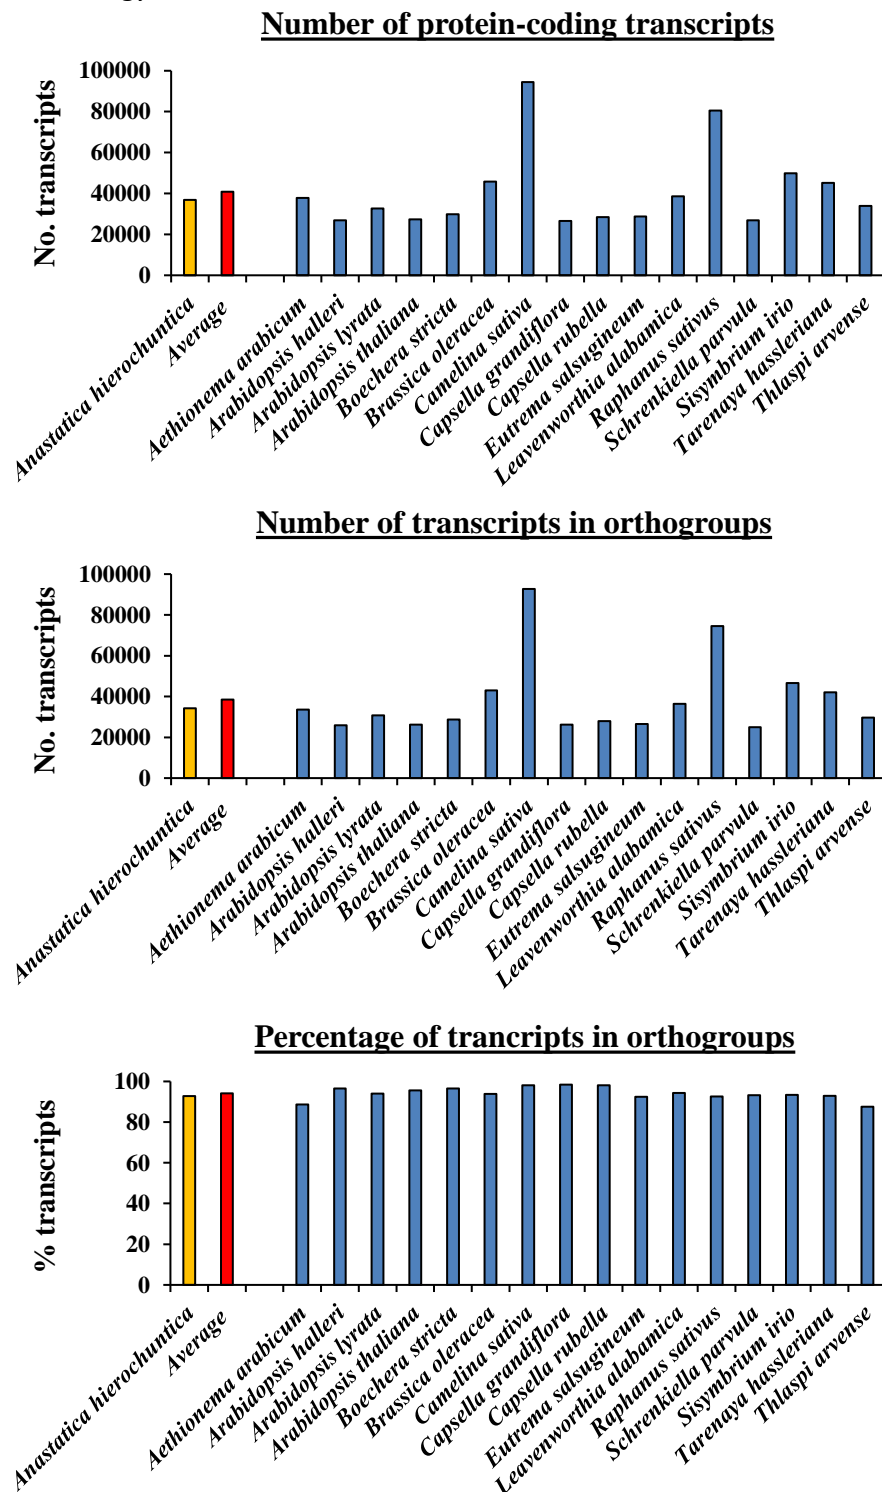 Number of protein-coding transcripts
No. transcripts
100000
80000
60000
40000
20000
0
Anastatica hierochuntica
Average
Aethionema arabicum
Arabidopsis halleri
Arabidopsis lyrata
Arabidopsis thaliana
Boechera stricta
Brassica oleracea
Camelina sativa
Capsella grandiflora
Capsella rubella
Eutrema salsugineum
Leavenworthia alabamica
Raphanus sativus
Schrenkiella parvula
Sisymbrium irio
Tarenaya hassleriana
Thlaspi arvense
Number of transcripts in orthogroups
No. transcripts
100000
80000
60000
40000
20000
0
Anastatica hierochuntica
Average
Aethionema arabicum
Arabidopsis halleri
Arabidopsis lyrata
Arabidopsis thaliana
Boechera stricta
Brassica oleracea
Camelina sativa
Capsella grandiflora
Capsella rubella
Eutrema salsugineum
Leavenworthia alabamica
Raphanus sativus
Schrenkiella parvula
Sisymbrium irio
Tarenaya hassleriana
Thlaspi arvense
Percentage of trancripts in orthogroups
% transcripts
100
80
60
40
20
0
Anastatica hierochuntica
Average
Aethionema arabicum
Arabidopsis halleri
Arabidopsis lyrata
Arabidopsis thaliana
Boechera stricta
Brassica oleracea
Camelina sativa
Capsella grandiflora
Capsella rubella
Eutrema salsugineum
Leavenworthia alabamica
Raphanus sativus
Schrenkiella parvula
Sisymbrium irio
Tarenaya hassleriana
Thlaspi arvense